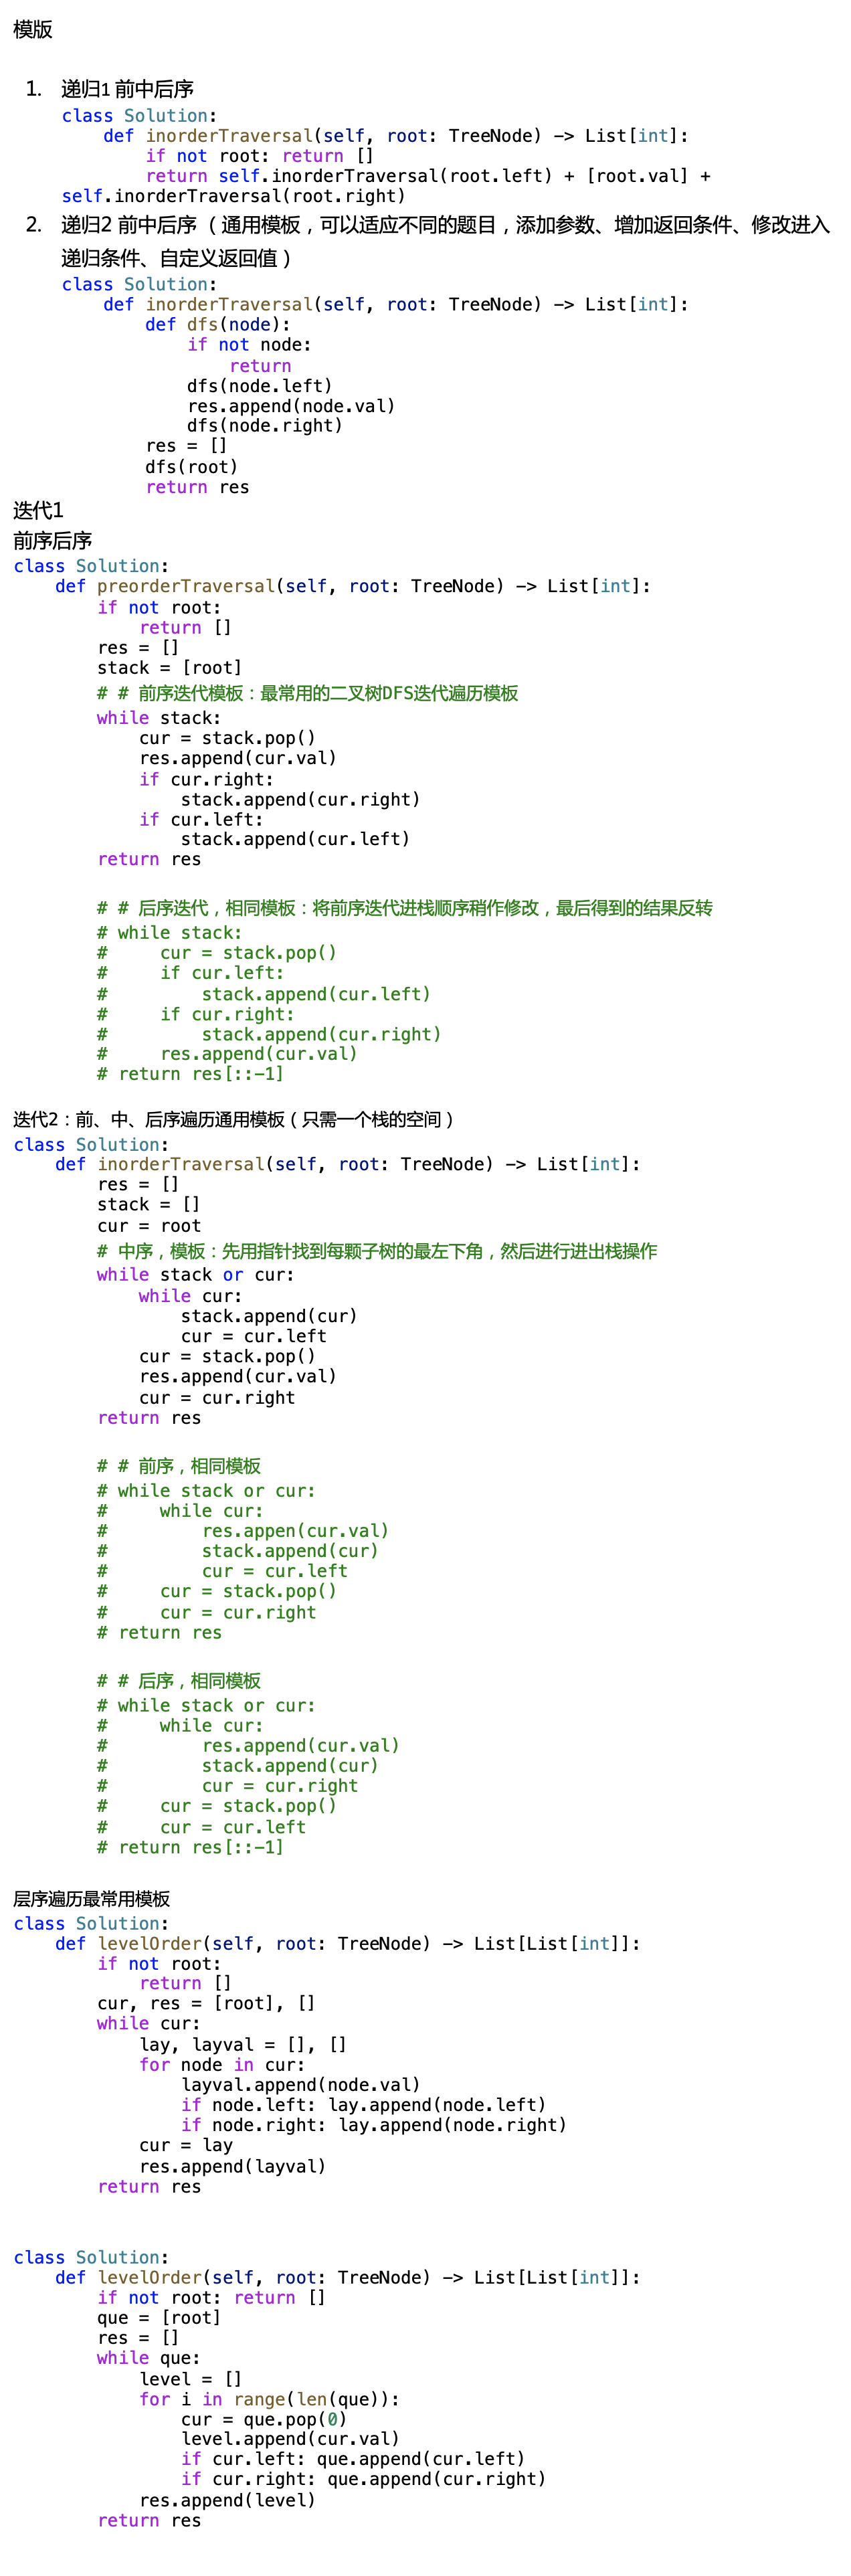 模版
1. 递归1 前中后序
class Solution:
    def inorderTraversal(self, root: TreeNode) -> List[int]:
        if not root: return []
        return self.inorderTraversal(root.left) + [root.val] +
self.inorderTraversal(root.right)
2. 递归2 前中后序（通用模板，可以适应不同的题目，添加参数、增加返回条件、修改进入
递归条件、自定义返回值）
class Solution:
    def inorderTraversal(self, root: TreeNode) -> List[int]:
        def dfs(node):
            if not node:
                return
            dfs(node.left)
            res.append(node.val)
            dfs(node.right)
        res = []
        dfs(root)
        return res
迭代1
前序后序
class Solution:
    def preorderTraversal(self, root: TreeNode) -> List[int]:
        if not root:
            return []
        res = []
        stack = [root]
        # # 前序迭代模板：最常用的二叉树DFS迭代遍历模板
        while stack:
            cur = stack.pop()
            res.append(cur.val)
            if cur.right:
                stack.append(cur.right)
            if cur.left:
                stack.append(cur.left)
        return res
        # # 后序迭代，相同模板：将前序迭代进栈顺序稍作修改，最后得到的结果反转
        # while stack:
        #     cur = stack.pop()
        #     if cur.left:
        #         stack.append(cur.left)
        #     if cur.right:
        #         stack.append(cur.right)
        #     res.append(cur.val)
        # return res[::-1]
迭代2：前、中、后序遍历通用模板（只需一个栈的空间）
class Solution:
    def inorderTraversal(self, root: TreeNode) -> List[int]:
        res = []
        stack = []
        cur = root
        # 中序，模板：先用指针找到每颗子树的最左下角，然后进行进出栈操作
        while stack or cur:
            while cur:
                stack.append(cur)
                cur = cur.left
            cur = stack.pop()
            res.append(cur.val)
            cur = cur.right
        return res
        # # 前序，相同模板
        # while stack or cur:
        #     while cur:
        #         res.appen(cur.val)
        #         stack.append(cur)
        #         cur = cur.left
        #     cur = stack.pop()
        #     cur = cur.right
        # return res
        # # 后序，相同模板
        # while stack or cur:
        #     while cur:
        #         res.append(cur.val)
        #         stack.append(cur)
        #         cur = cur.right
        #     cur = stack.pop()
        #     cur = cur.left
        # return res[::-1]
层序遍历最常用模板
class Solution:
    def levelOrder(self, root: TreeNode) -> List[List[int]]:
        if not root:
            return []
        cur, res = [root], []
        while cur:
            lay, layval = [], []
            for node in cur:
                layval.append(node.val)
                if node.left: lay.append(node.left)
                if node.right: lay.append(node.right)
            cur = lay
            res.append(layval)
        return res
class Solution:
    def levelOrder(self, root: TreeNode) -> List[List[int]]:
        if not root: return []
        que = [root]
        res = []
        while que:
            level = []
            for i in range(len(que)):
                cur = que.pop(0)
                level.append(cur.val)
                if cur.left: que.append(cur.left)
                if cur.right: que.append(cur.right)
            res.append(level)
        return res